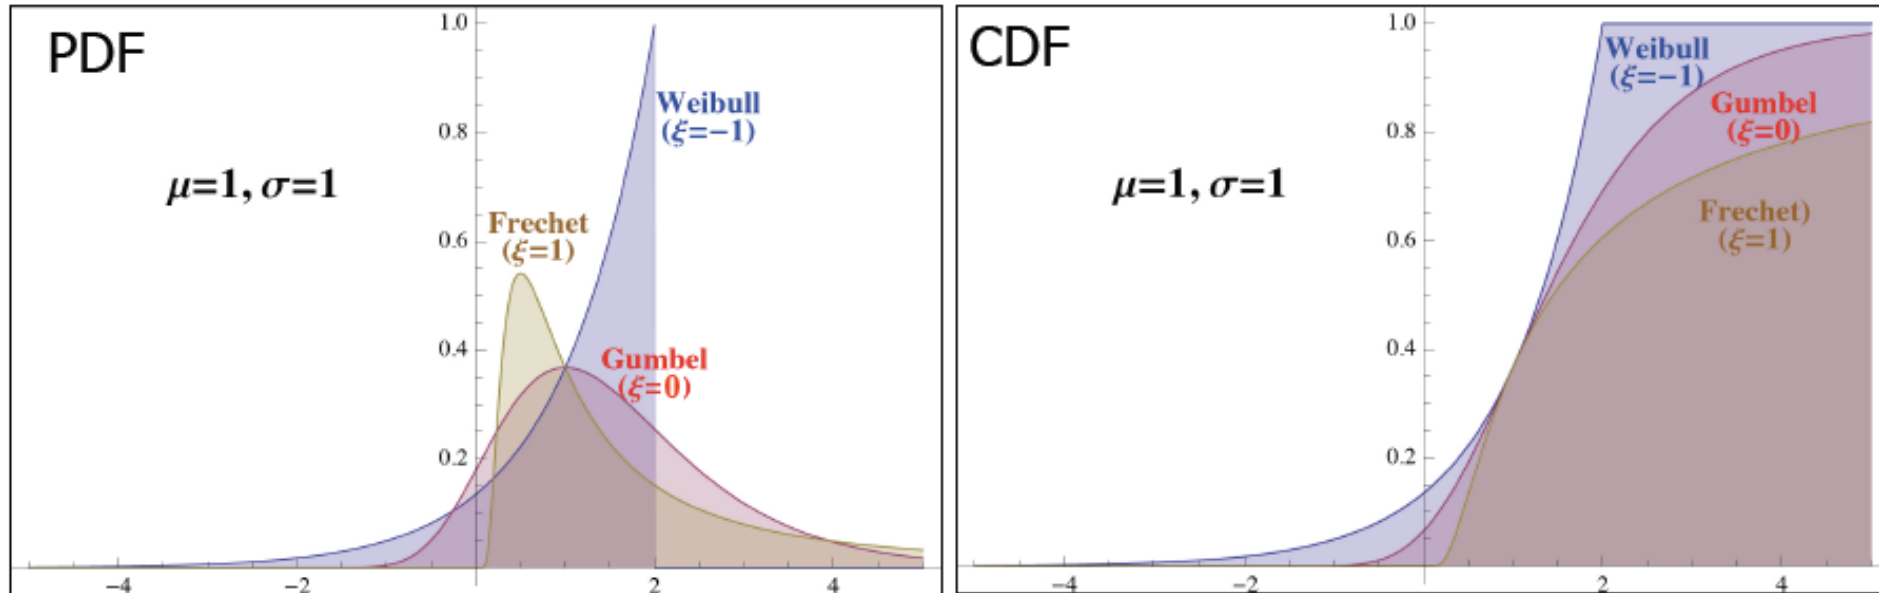 PDF
μ=1, σ=1
1.0
0.8
0.6
0.4
0.2
Weibull
(ξ=−1)
Frechet
(ξ=1)
Gumbel
(ξ=0)
−4
−2
2
4
CDF
μ=1, σ=1
1.0
0.8
0.6
0.4
0.2
Weibull
(ξ=−1)
Gumbel
(ξ=0)
Frechet)
(ξ=1)
−4
−2
2
4